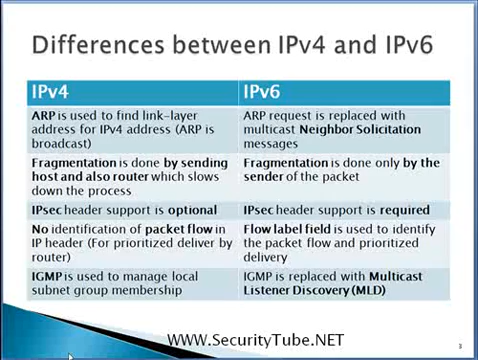 Differences between IPv4 and IPv6
IPv4
IPv6
ARP is used to find link-layer
address for IPv4 address (ARP is
broadcast)
ARP request is replaced with
multicast Neighbor Solicitation
messages
Fragmentation is done by sending
host and also router which slows
down the process
Fragmentation is done only by the
sender of the packet
IPsec header support is optional
IPsec header support is required
No identification of packet flow in
IP header (For prioritized deliver by
router)
Flow label field is used to identify
the packet flow and prioritized
delivery
IGMP is used to manage local
subnet group membership
IGMP is replaced with Multicast
Listener Discovery (MLD)
WWW.SecurityTube.NET